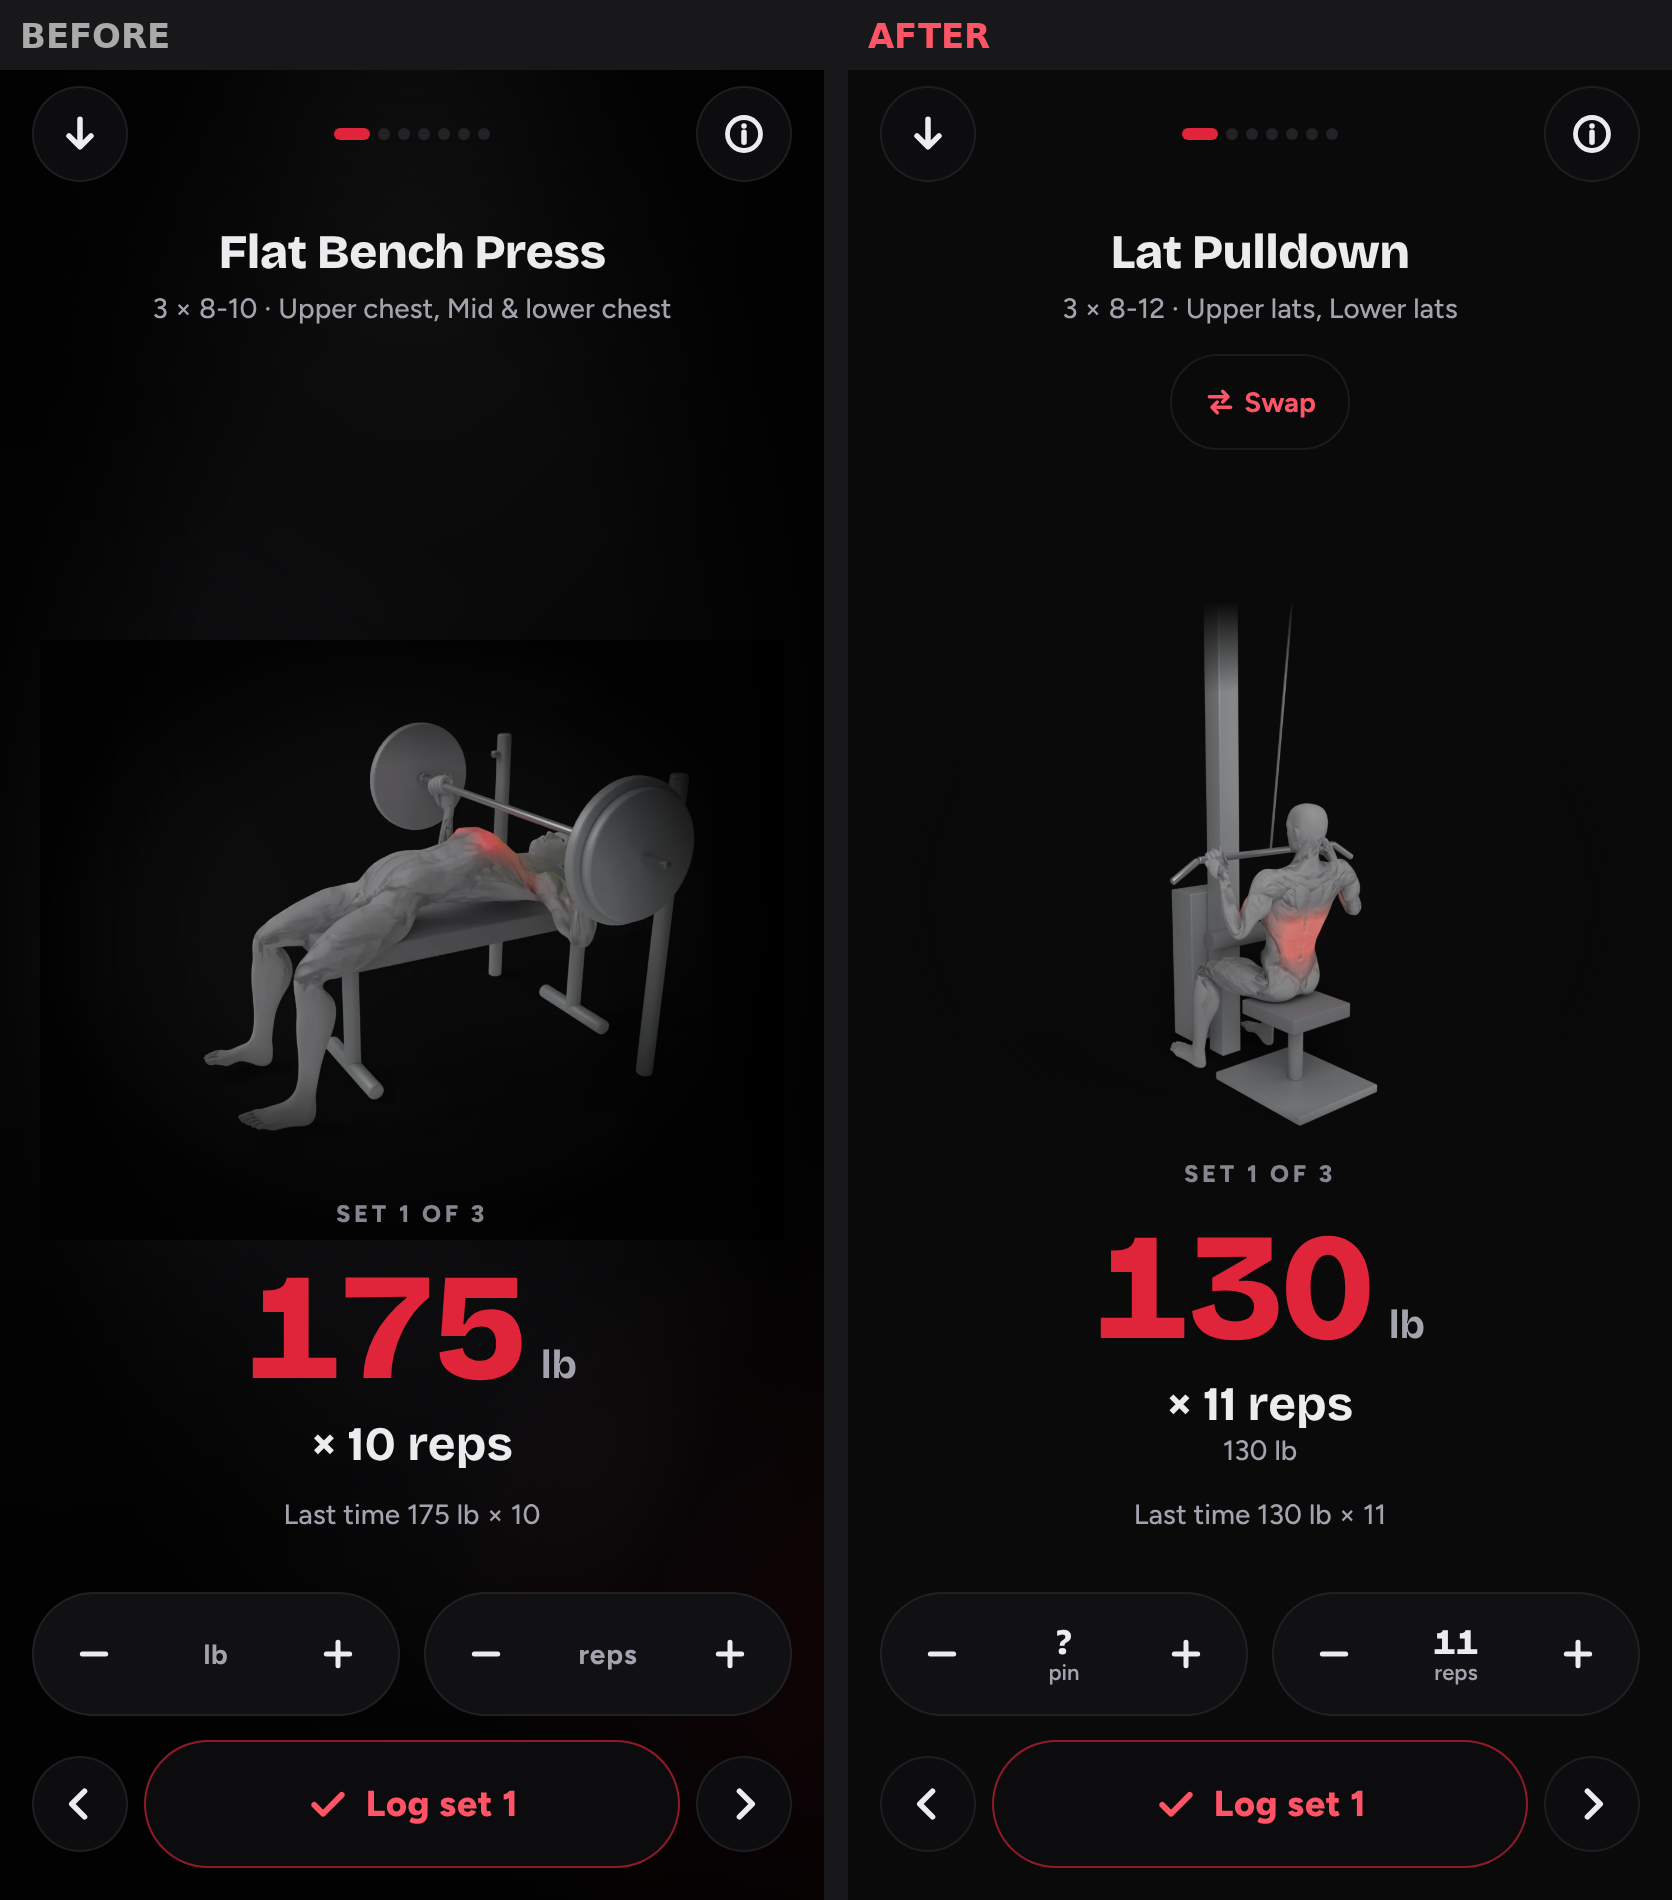 BEFORE
Flat Bench Press
3 × 8-10 · Upper chest, Mid & lower chest
SET 1 OF 3
175 lb
× 10 reps
Last time 175 lb × 10
lb
reps
Log set 1
AFTER
Lat Pulldown
3 × 8-12 · Upper lats, Lower lats
Swap
SET 1 OF 3
130 lb
× 11 reps
130 lb
Last time 130 lb × 11
?
pin
11
reps
Log set 1